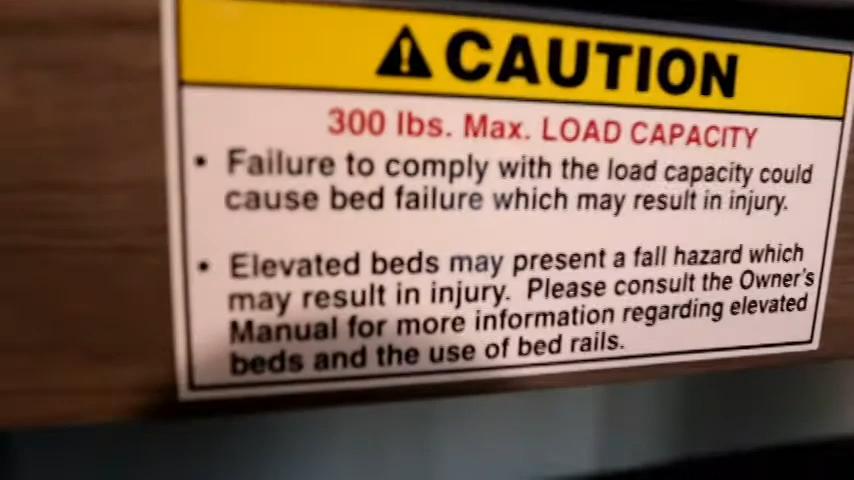 CAUTION
300 lbs. Max. LOAD CAPACITY
• Failure to comply with the load capacity could
cause bed failure which may result in injury.
• Elevated beds may present a fall hazard which
may result in injury. Please consult the Owner's
Manual for more information regarding elevated
beds and the use of bed rails.